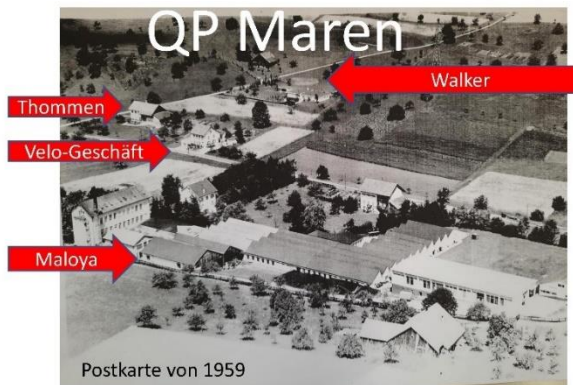 QP Maren
Walker
Thommen
Velo-Geschäft
Maloya
Postkarte von 1959